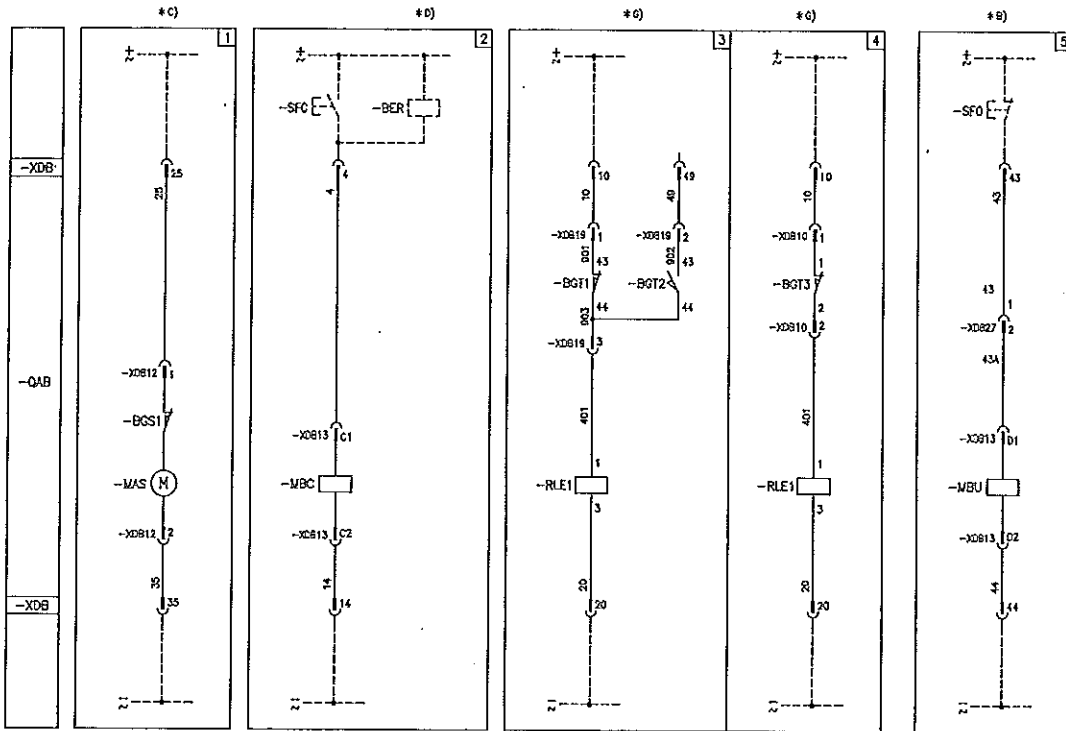 *C) *D) *G) *G) *B)
1 2 3 4 5
-SFC -BER -SFO
-XDB
25 4 10 49 10 43
25 4 10 49 10 43
-XDB19 1 -XDB19 2 -XDB10 1
901 43 902 43 1
-BGT1 -BGT2 -BGT3 43
44 44 2 1
903 -XDB10 2 -XDB27 2
-XDB19 3 43A
-XDB12 1
-QAB
-BGS1 401 401
-XDB13 C1 -XDB13 D1
1 1
-MAS M -MBC -RLE1 -RLE1 -MBU
3 3
-XDB12 2 -XDB13 C2 -XDB13 D2
35 14 20 20 44
-XDB 35 14 20 20 44